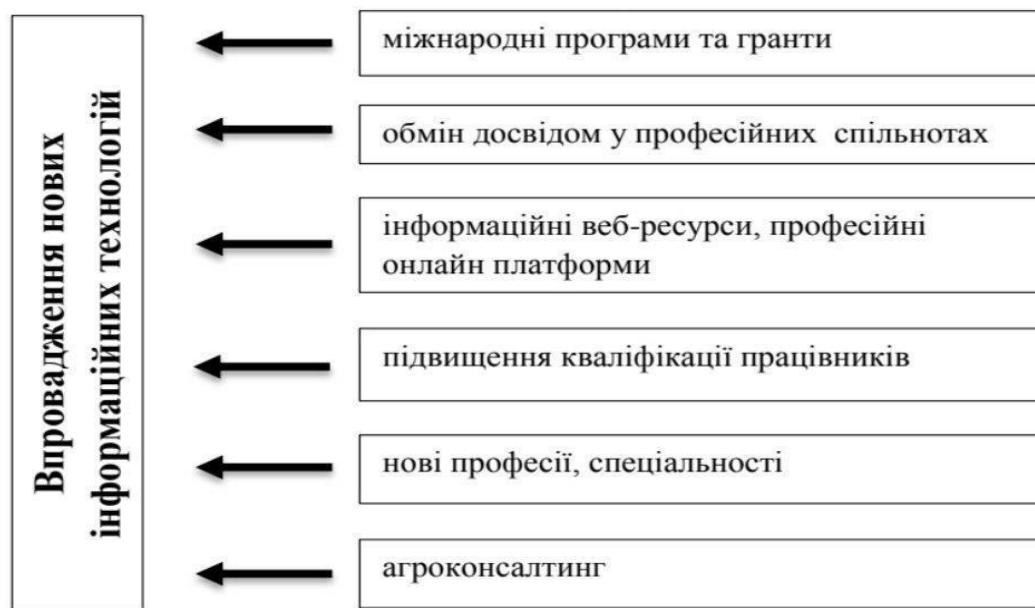 Впровадження нових
інформаційних технологій
міжнародні програми та гранти
обмін досвідом у професійних спільнотах
інформаційні веб-ресурси, професійні
онлайн платформи
підвищення кваліфікації працівників
нові професії, спеціальності
агроконсалтинг